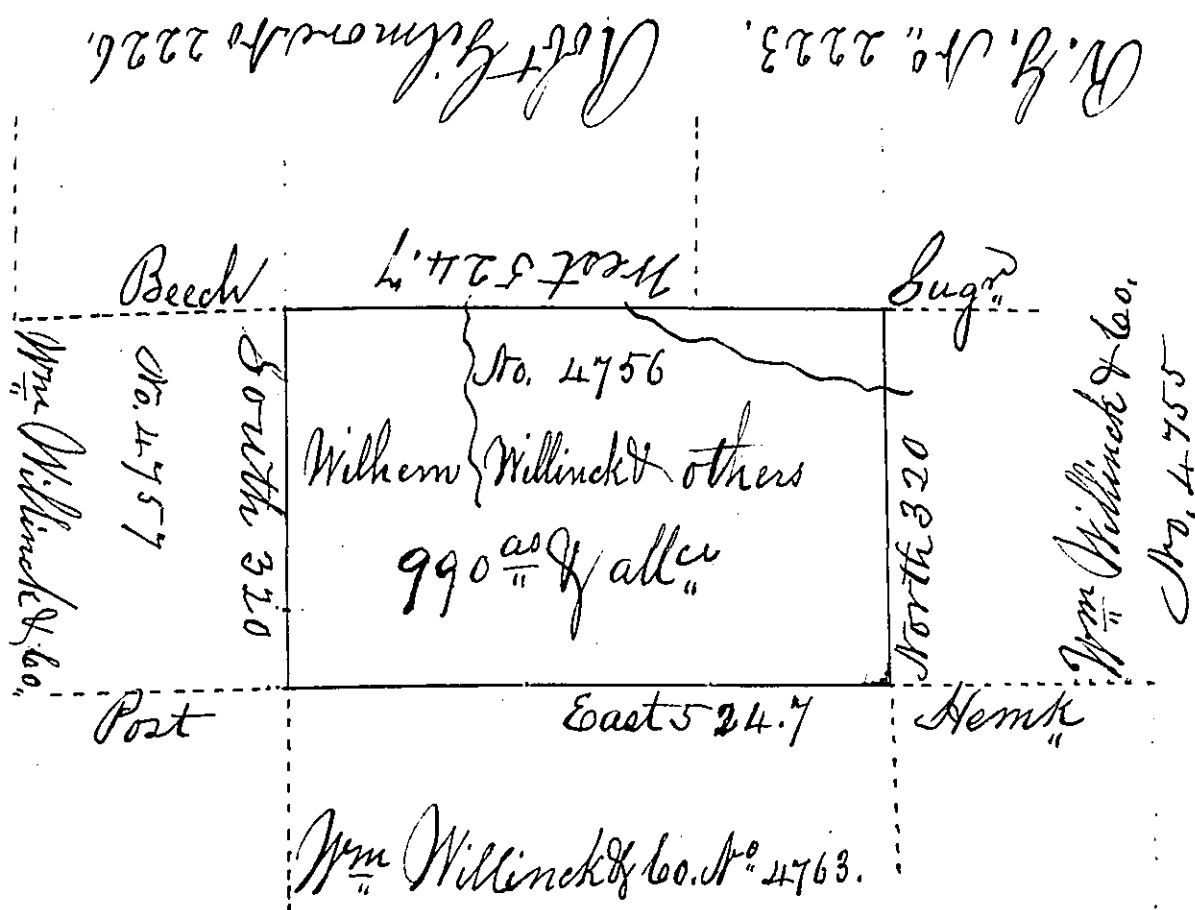 Robt Gilmore No 2226.
R. G. No. 2223.
Beech
West 524.7
Sugr
Wm Willinck & Co.
No. 4757
South 320
No. 4756
Wilhem Willinck & others
990 as & allce
North 320
Wm Willinck & Co.
No. 4755
Post
East 524.7
Hemk
Wm Willinck & Co. No 4763.